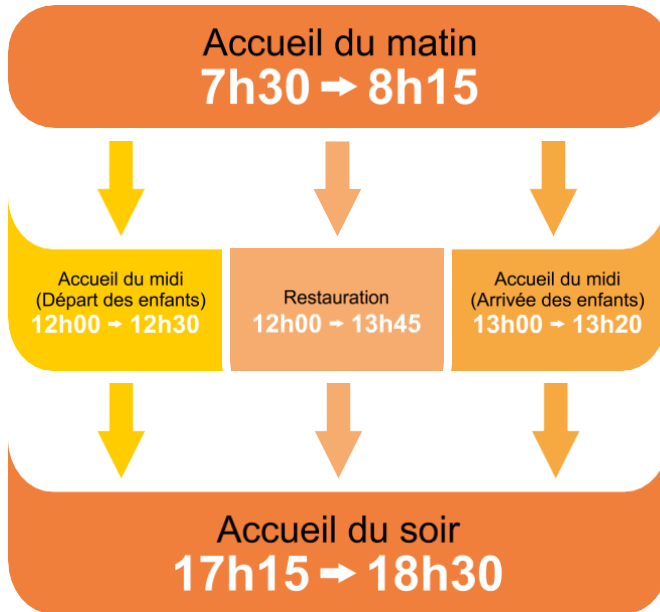 Accueil du matin
7h30 ➞ 8h15
Accueil du midi
(Départ des enfants)
12h00 ➞ 12h30
Restauration
12h00 ➞ 13h45
Accueil du midi
(Arrivée des enfants)
13h00 ➞ 13h20
Accueil du soir
17h15 ➞ 18h30